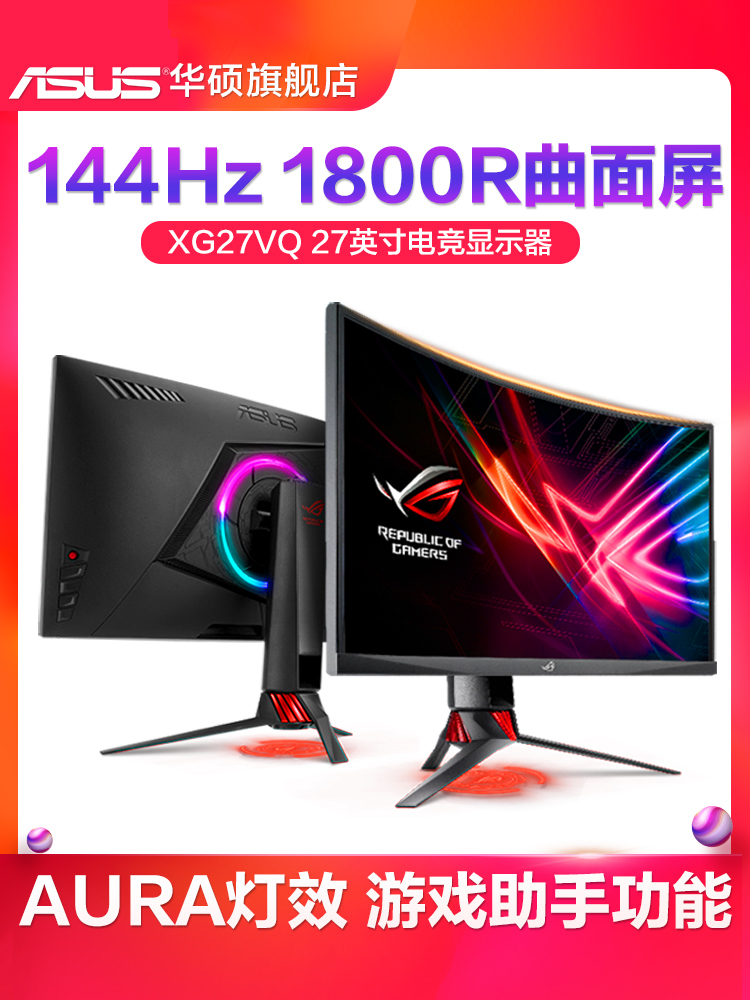 ASUS®华硕旗舰店
144Hz 1800R曲面屏
XG27VQ 27英寸电竞显示器
ASUS
REPUBLIC OF
GAMERS
AURA灯效 游戏助手功能